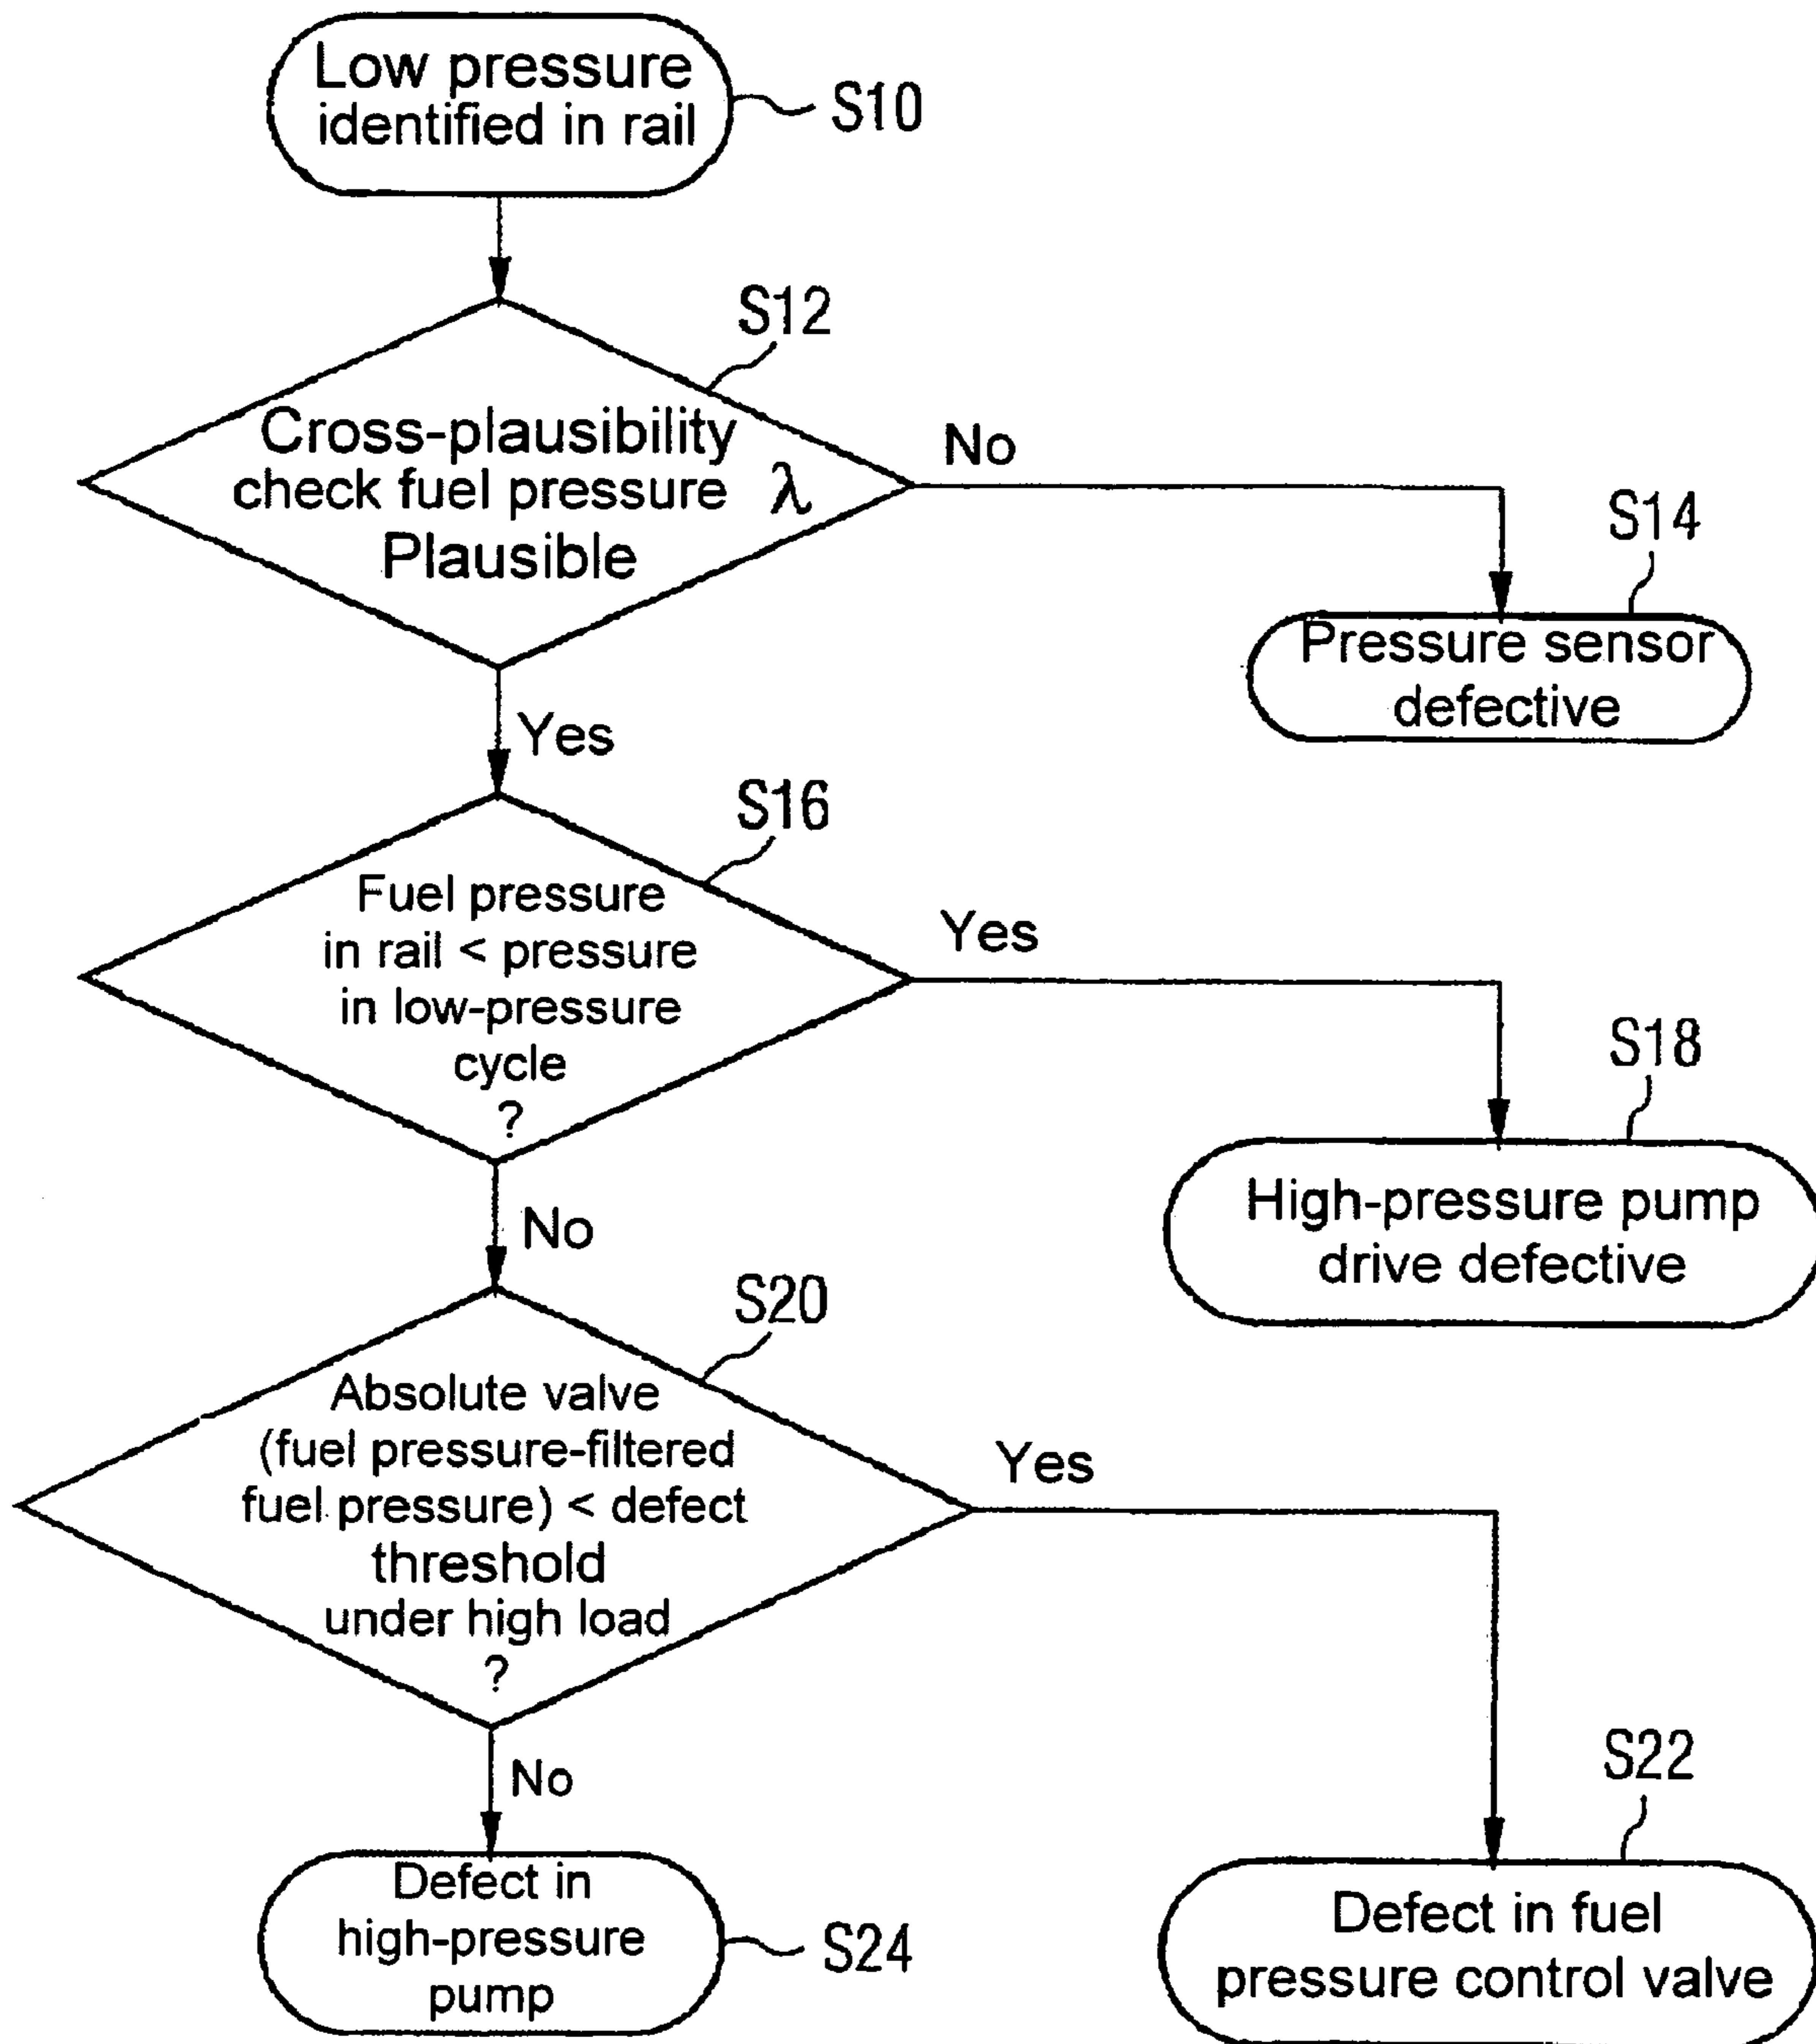 Low pressure
identified in rail
S10
S12
Cross-plausibility
check fuel pressure λ
Plausible
No
S14
Pressure sensor
defective
Yes
S16
Fuel pressure
in rail < pressure
in low-pressure
cycle
?
Yes
S18
High-pressure pump
drive defective
No
S20
Absolute valve
(fuel pressure-filtered
fuel pressure) < defect
threshold
under high load
?
Yes
S22
Defect in fuel
pressure control valve
No
Defect in
high-pressure
pump
S24